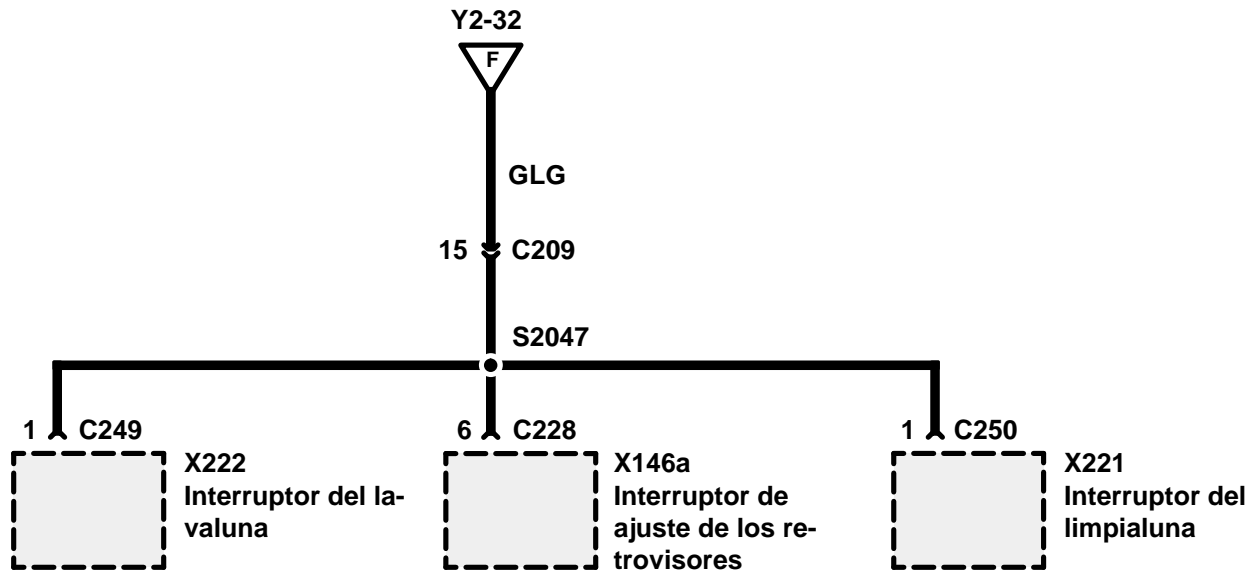 Y2-32
F
GLG
15 C209
S2047
1 C249
6 C228
1 C250
X222
Interruptor del la-
valuna
X146a
Interruptor de
ajuste de los re-
trovisores
X221
Interruptor del
limpialuna